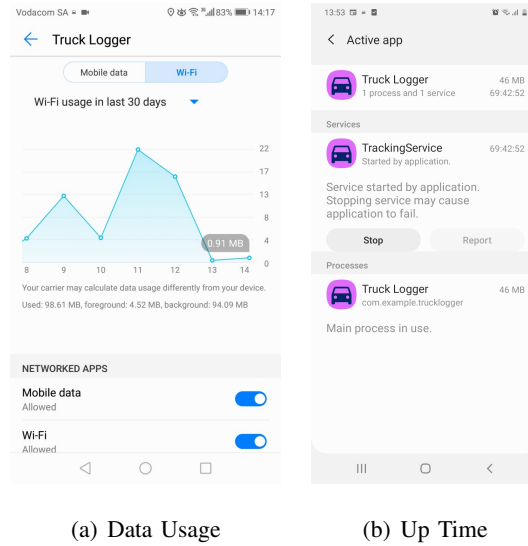 Vodacom SA
83% 14:17
Truck Logger
Mobile data Wi-Fi
Wi-Fi usage in last 30 days
22
17
13
8
4
0
0.91 MB
8 9 10 11 12 13 14
Your carrier may calculate data usage differently from your device.
Used: 98.61 MB, foreground: 4.52 MB, background: 94.09 MB
NETWORKED APPS
Mobile data
Allowed
Wi-Fi
Allowed
(a) Data Usage
13:53
Active app
Truck Logger 46 MB
1 process and 1 service 69:42:52
Services
TrackingService 69:42:52
Started by application.
Service started by application.
Stopping service may cause
application to fail.
Stop Report
Processes
Truck Logger 46 MB
com.example.trucklogger
Main process in use.
(b) Up Time